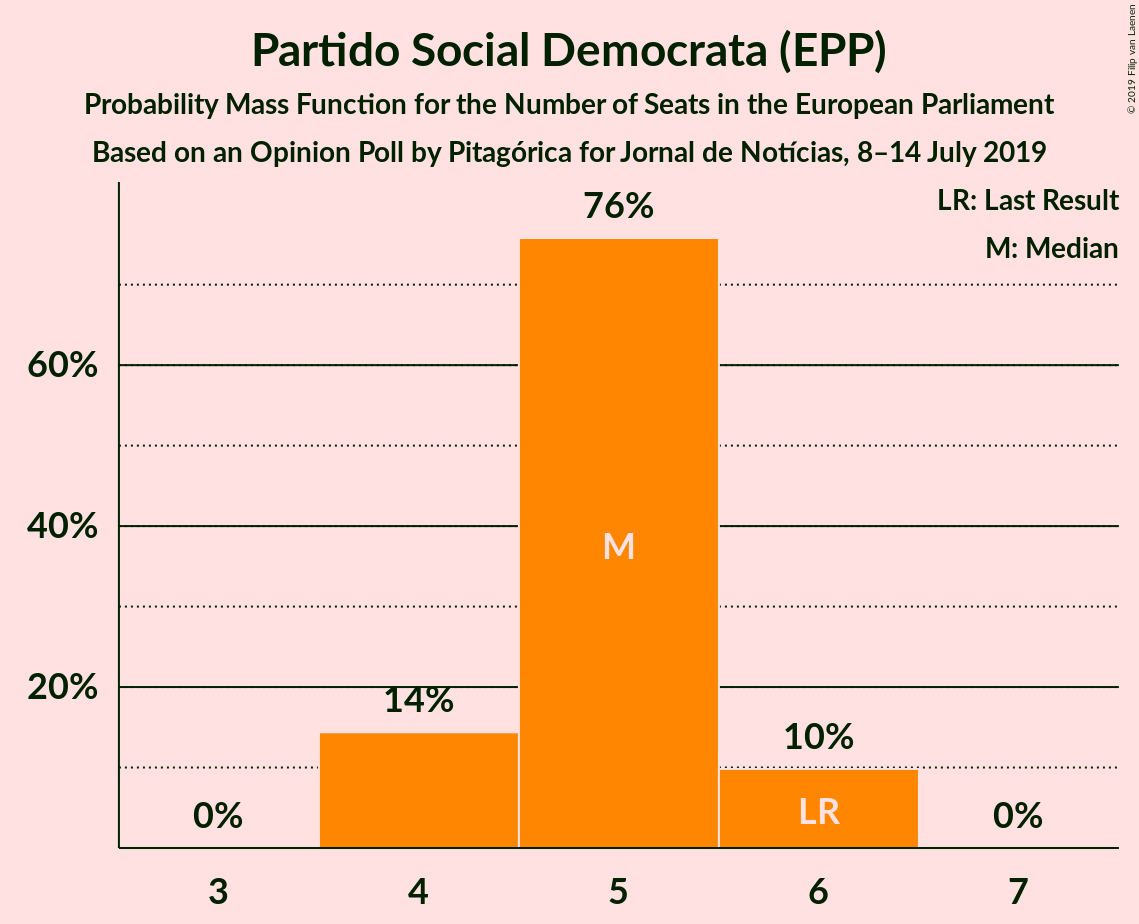 Partido Social Democrata (EPP)
Probability Mass Function for the Number of Seats in the European Parliament
Based on an Opinion Poll by Pitagórica for Jornal de Notícias, 8–14 July 2019
© 2019 Filip van Laenen
LR: Last Result
M: Median
76%
60%
40%
M
20%
14%
10%
LR
0%
0%
3 4 5 6 7